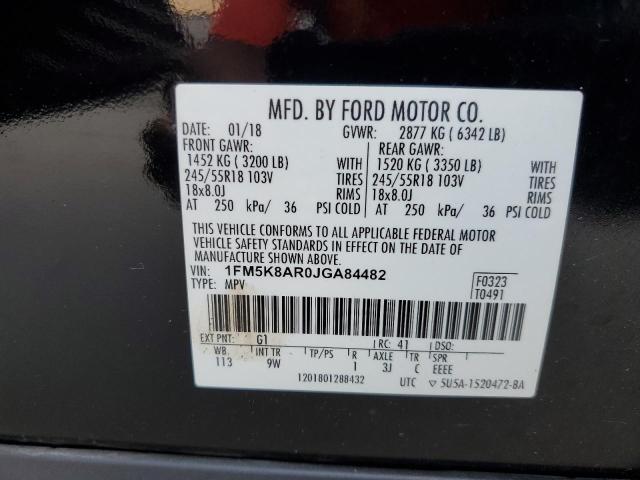 MFD. BY FORD MOTOR CO.
DATE: 01/18 GVWR: 2877 KG ( 6342 LB)
FRONT GAWR: REAR GAWR:
1452 KG ( 3200 LB) WITH 1520 KG ( 3350 LB) WITH
245/55R18 103V TIRES 245/55R18 103V TIRES
18x8.0J RIMS 18x8.0J RIMS
AT 250 kPa/ 36 PSI COLD AT 250 kPa/ 36 PSI COLD
THIS VEHICLE CONFORMS TO ALL APPLICABLE FEDERAL MOTOR
VEHICLE SAFETY STANDARDS IN EFFECT ON THE DATE OF
MANUFACTURE SHOWN ABOVE.
VIN: 1FM5K8AR0JGA84482 F0323
TYPE: MPV T0491
EXT PNT: G1 RC: 41 DSO:
WB INT TR TP/PS R AXLE TR SPR
113 9W I 3J C EEEE
1201801288432 UTC ▽ 5U5A-1520472-BA